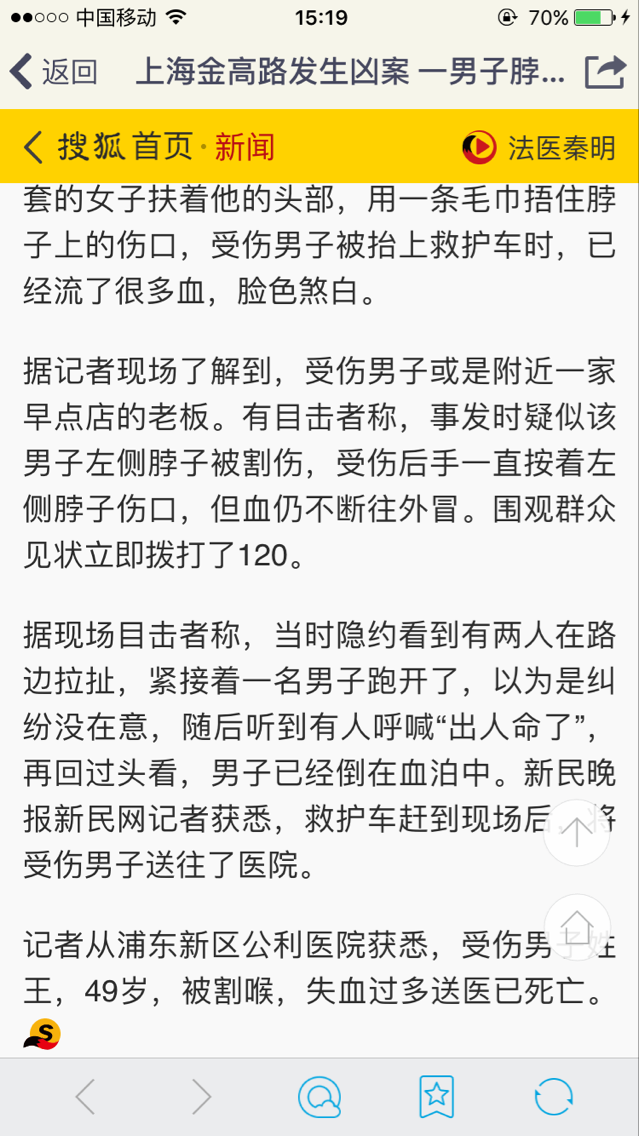 中国移动 15:19 70%
返回 上海金高路发生凶案 一男子脖...
搜狐首页·新闻 法医秦明
套的女子扶着他的头部，用一条毛巾捂住脖
子上的伤口，受伤男子被抬上救护车时，已
经流了很多血，脸色煞白。
据记者现场了解到，受伤男子或是附近一家
早点店的老板。有目击者称，事发时疑似该
男子左侧脖子被割伤，受伤后手一直按着左
侧脖子伤口，但血仍不断往外冒。围观群众
见状立即拨打了120。
据现场目击者称，当时隐约看到有两人在路
边拉扯，紧接着一名男子跑开了，以为是纠
纷没在意，随后听到有人呼喊“出人命了”，
再回过头看，男子已经倒在血泊中。新民晚
报新民网记者获悉，救护车赶到现场后，将
受伤男子送往了医院。
记者从浦东新区公利医院获悉，受伤男子姓
王，49岁，被割喉，失血过多送医已死亡。
S